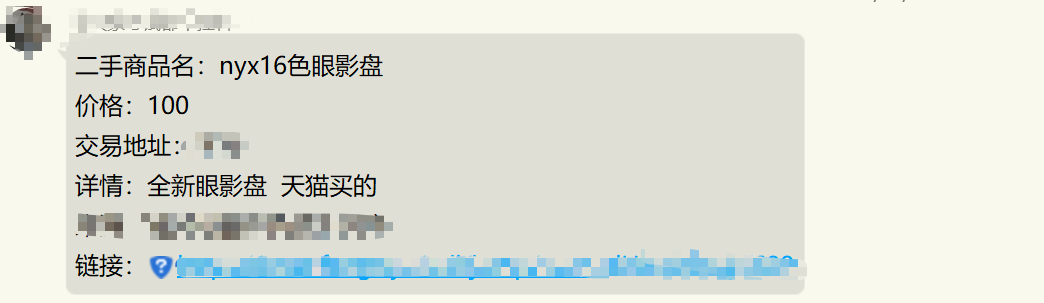 二手商品名：nyx16色眼影盘
价格：100
交易地址：
详情：全新眼影盘 天猫买的
链接：